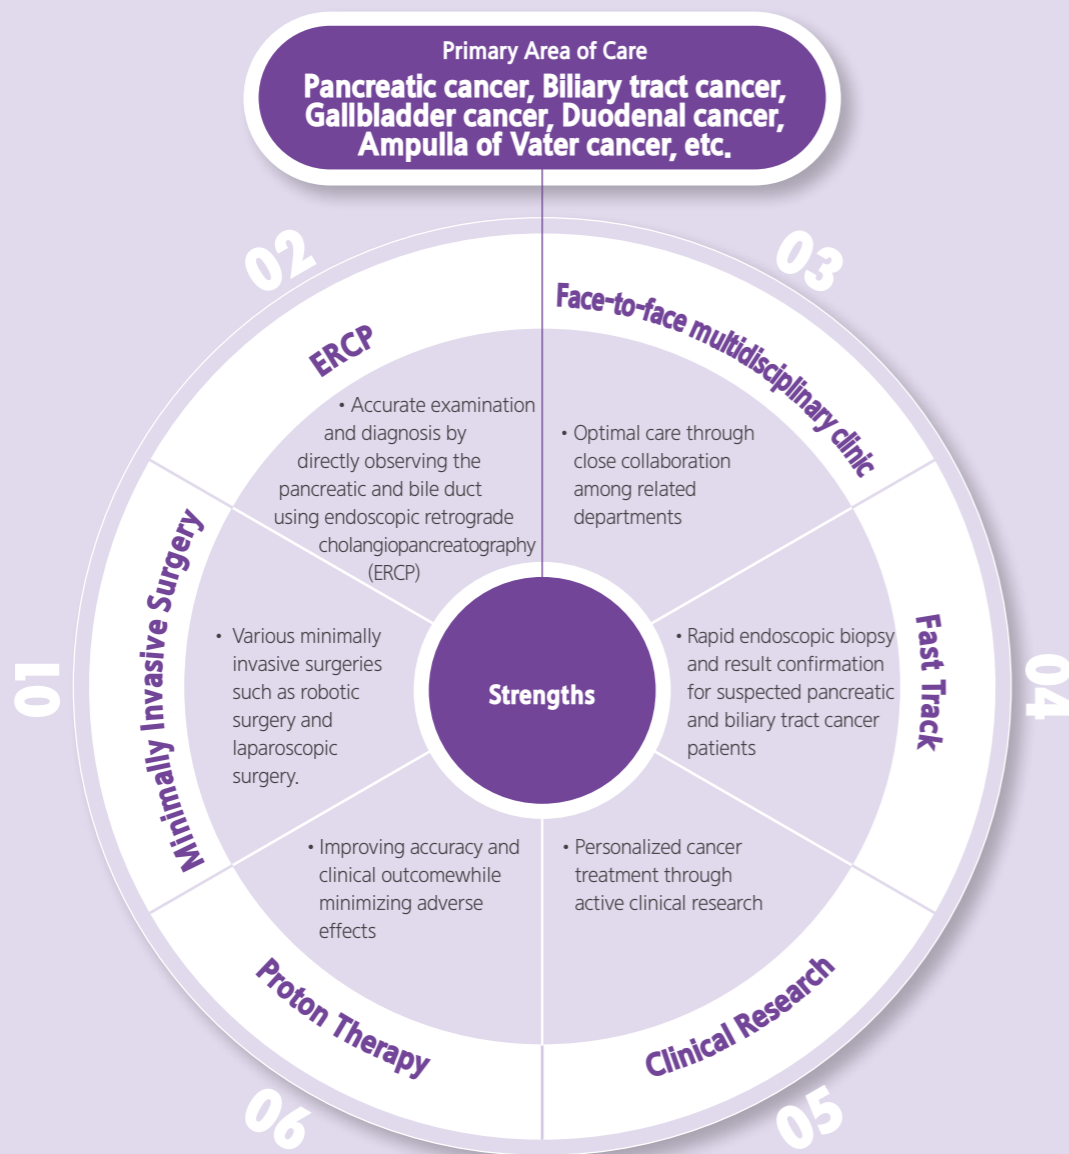 Primary Area of Care
Pancreatic cancer, Biliary tract cancer,
Gallbladder cancer, Duodenal cancer,
Ampulla of Vater cancer, etc.
Strengths
01
Minimally Invasive Surgery
• Various minimally
invasive surgeries
such as robotic
surgery and
laparoscopic
surgery.
02
ERCP
• Accurate examination
and diagnosis by
directly observing the
pancreatic and bile duct
using endoscopic retrograde
cholangiopancreatography
(ERCP)
03
Face-to-face multidisciplinary clinic
• Optimal care through
close collaboration
among related
departments
04
Fast Track
• Rapid endoscopic biopsy
and result confirmation
for suspected pancreatic
and biliary tract cancer
patients
05
Clinical Research
• Personalized cancer
treatment through
active clinical research
06
Proton Therapy
• Improving accuracy and
clinical outcomewhile
minimizing adverse
effects